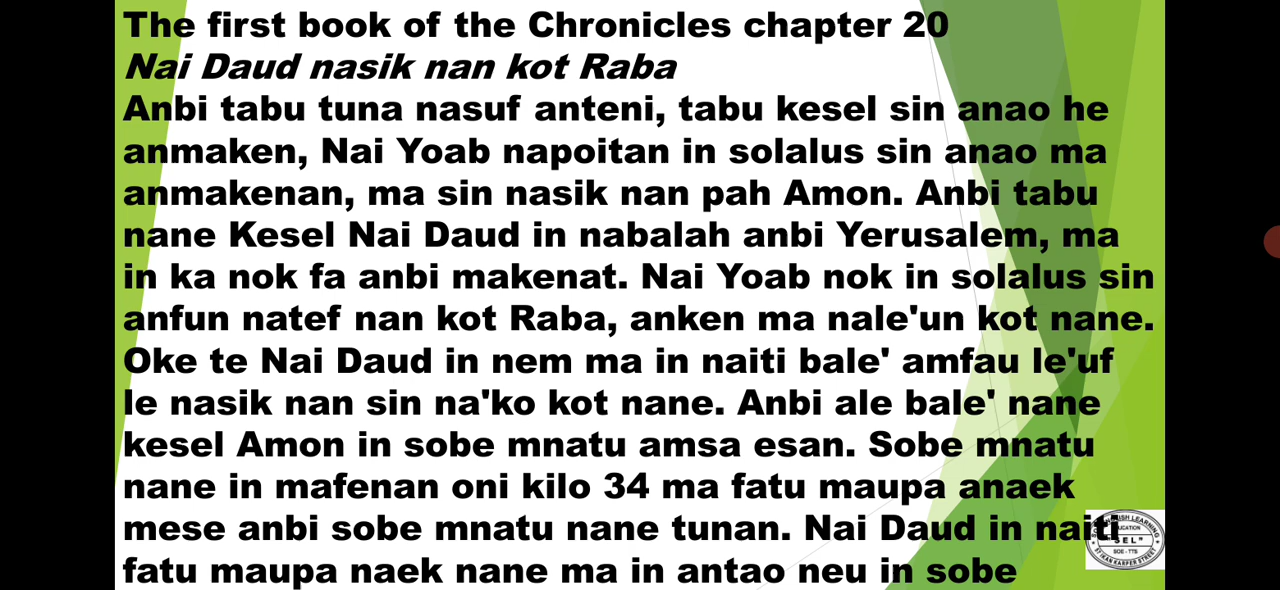 The first book of the Chronicles chapter 20
Nai Daud nasik nan kot Raba
Anbi tabu tuna nasuf anteni, tabu kesel sin anao he
anmaken, Nai Yoab napoitan in solalus sin anao ma
anmakenan, ma sin nasik nan pah Amon. Anbi tabu
nane Kesel Nai Daud in nabalah anbi Yerusalem, ma
in ka nok fa anbi makenat. Nai Yoab nok in solalus sin
anfun natef nan kot Raba, anken ma nale'un kot nane.
Oke te Nai Daud in nem ma in naiti bale' amfau le'uf
le nasik nan sin na'ko kot nane. Anbi ale bale' nane
kesel Amon in sobe mnatu amsa esan. Sobe mnatu
nane in mafenan oni kilo 34 ma fatu maupa anaek
mese anbi sobe mnatu nane tunan. Nai Daud in naiti
fatu maupa naek nane ma in antao neu in sobe
LEARNING
EDUCATION
"SEL"
SOE - TTS